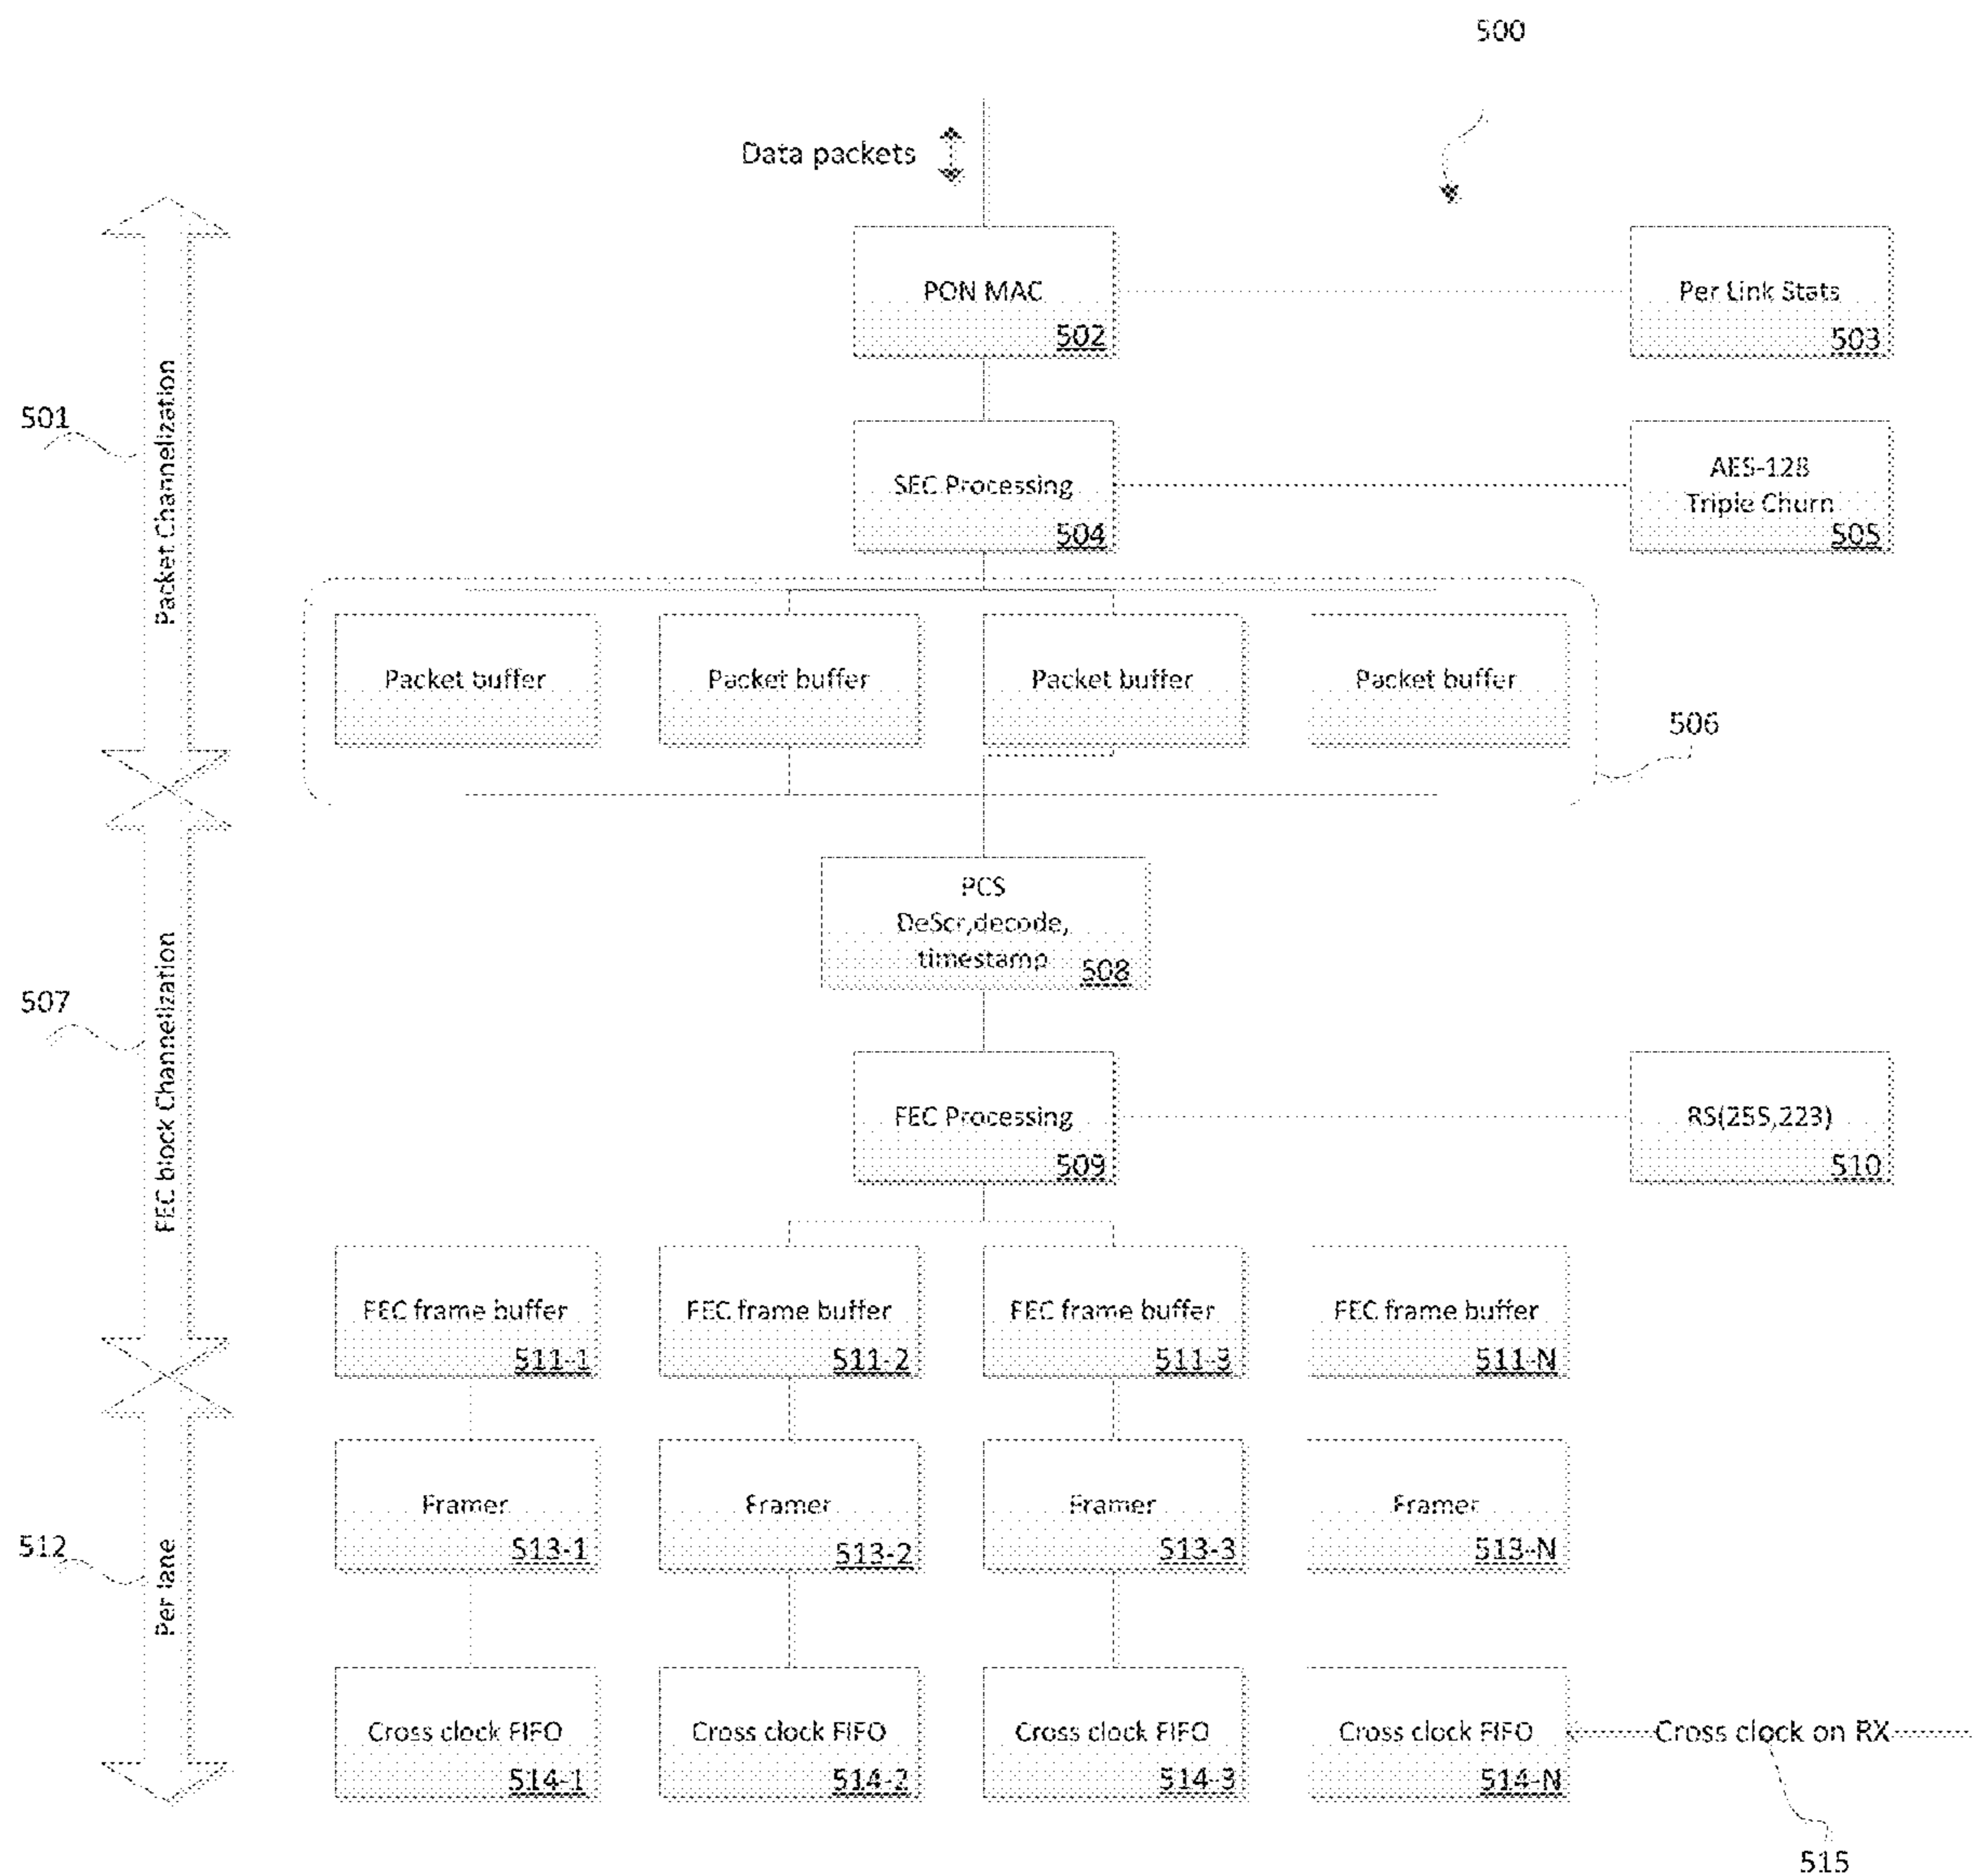 500
Data packets
PON MAC
502
Per Link Stats
503
501
Packet Channelization
SEC Processing
504
AES-128
Triple Churn
505
Packet buffer
Packet buffer
Packet buffer
Packet buffer
506
PCS
DeScr,decode,
timestamp
508
507
FEC block Channelization
FEC Processing
509
RS(255,223)
510
FEC frame buffer
511-1
FEC frame buffer
511-2
FEC frame buffer
511-3
FEC frame buffer
511-N
512
Per lane
Framer
513-1
Framer
513-2
Framer
513-3
Framer
513-N
Cross clock FIFO
514-1
Cross clock FIFO
514-2
Cross clock FIFO
514-3
Cross clock FIFO
514-N
Cross clock on RX
515